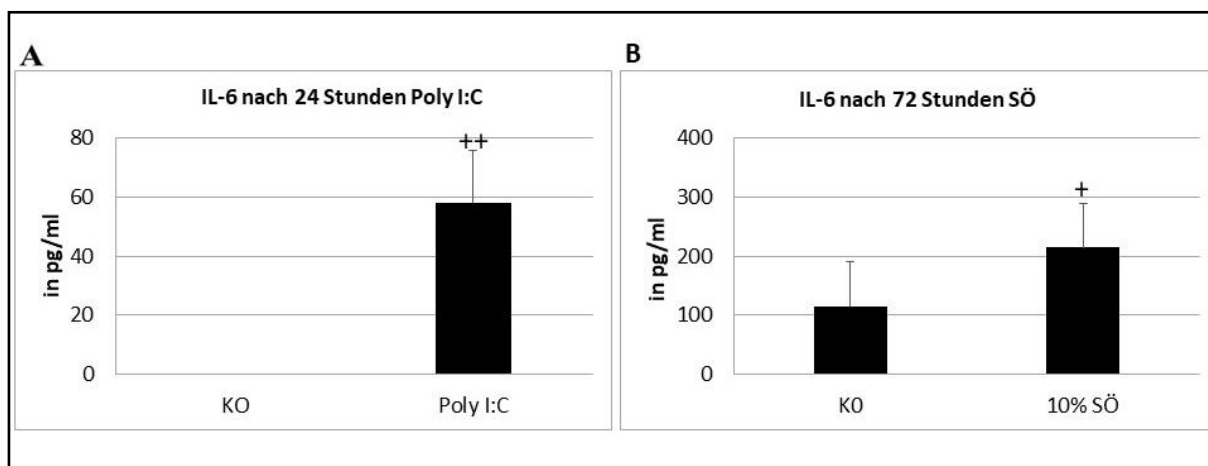 A
IL-6 nach 24 Stunden Poly I:C
80
60
40
20
0
in pg/ml
++
KO
Poly I:C
B
IL-6 nach 72 Stunden SÖ
400
300
200
100
0
in pg/ml
+
K0
10% SÖ